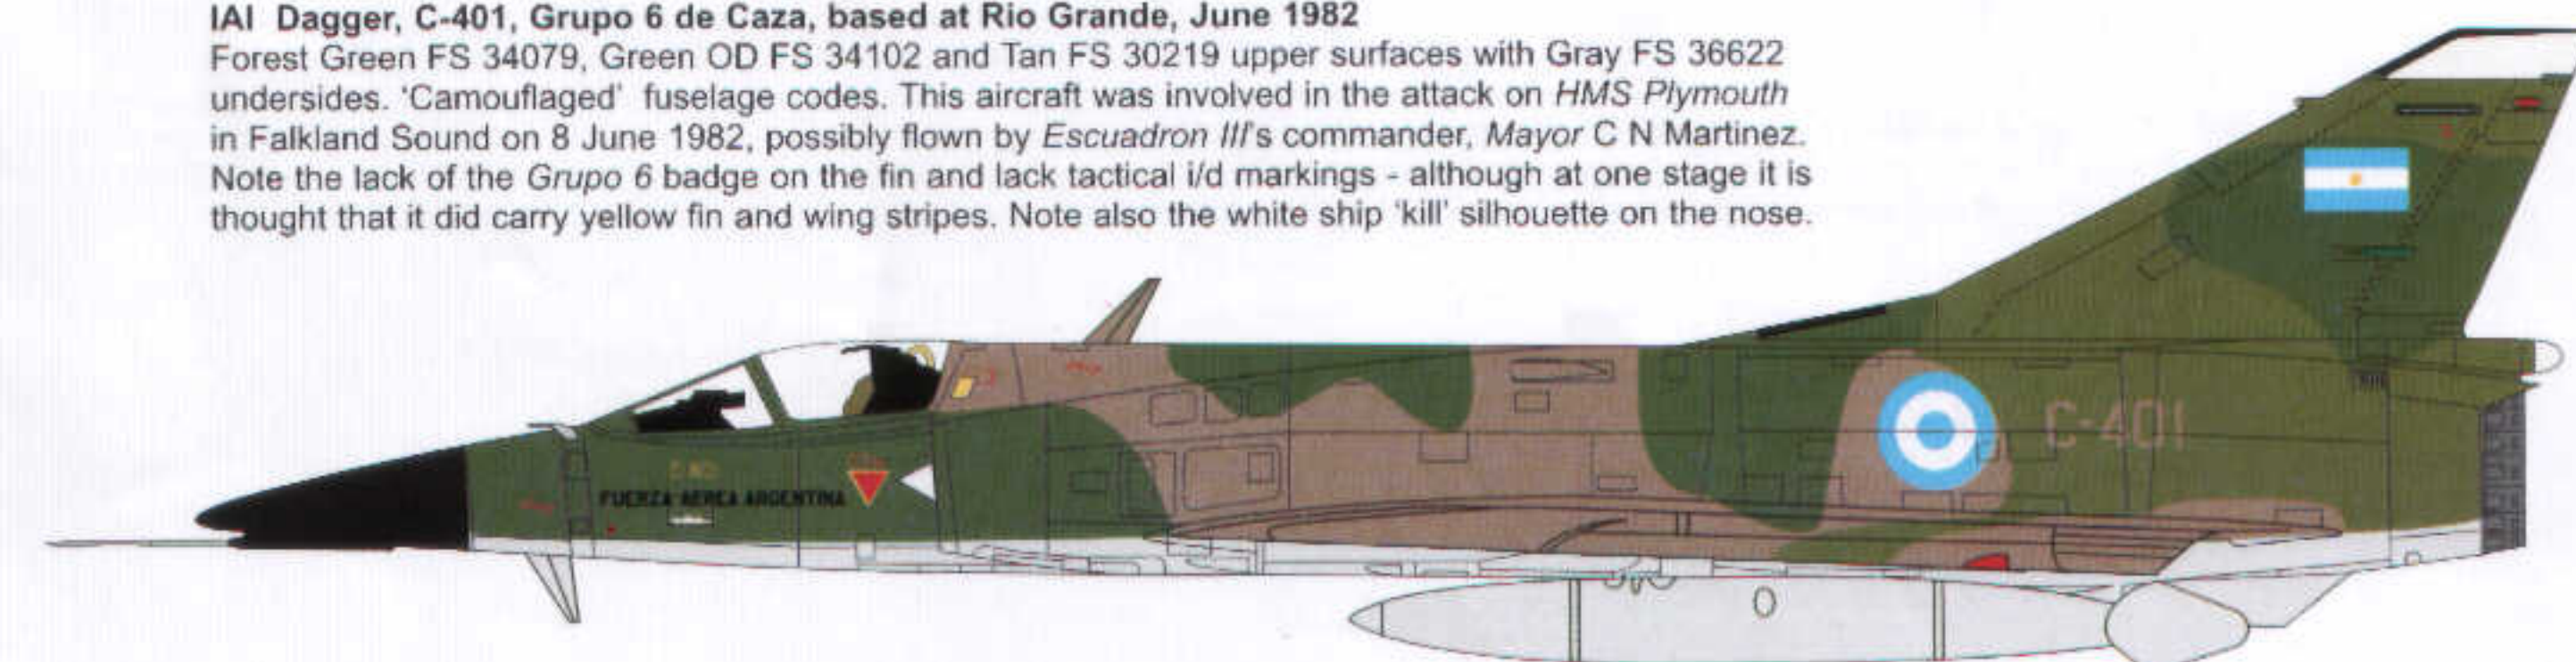 IAI Dagger, C-401, Grupo 6 de Caza, based at Rio Grande, June 1982
Forest Green FS 34079, Green OD FS 34102 and Tan FS 30219 upper surfaces with Gray FS 36622
undersides. 'Camouflaged' fuselage codes. This aircraft was involved in the attack on HMS Plymouth
in Falkland Sound on 8 June 1982, possibly flown by Escuadron III's commander, Mayor C N Martinez.
Note the lack of the Grupo 6 badge on the fin and lack tactical i/d markings - although at one stage it is
thought that it did carry yellow fin and wing stripes. Note also the white ship 'kill' silhouette on the nose.
C-401
FUERZA AEREA ARGENTINA